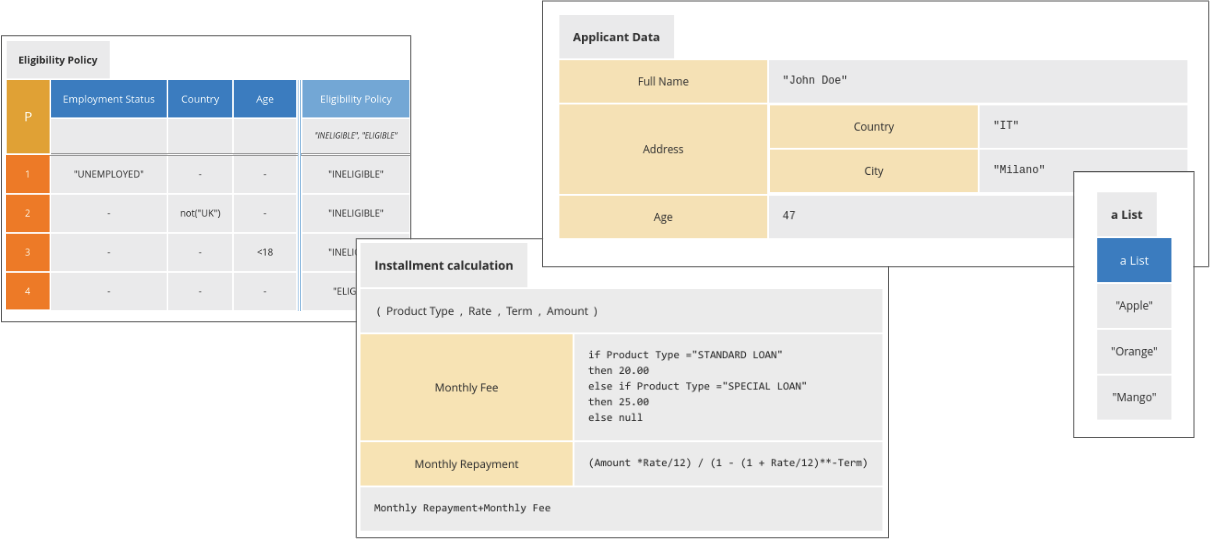 Eligibility Policy
P Employment Status Country Age Eligibility Policy
"INELIGIBLE", "ELIGIBLE"
1 "UNEMPLOYED" - - "INELIGIBLE"
2 - not("UK") - "INELIGIBLE"
3 - - <18
4 - - -
Applicant Data
Full Name "John Doe"
Address
Country "IT"
City "Milano"
Age 47
Installment calculation
( Product Type , Rate , Term , Amount )
Monthly Fee
if Product Type ="STANDARD LOAN"
then 20.00
else if Product Type ="SPECIAL LOAN"
then 25.00
else null
Monthly Repayment (Amount *Rate/12) / (1 - (1 + Rate/12)**-Term)
Monthly Repayment+Monthly Fee
a List
a List
"Apple"
"Orange"
"Mango"